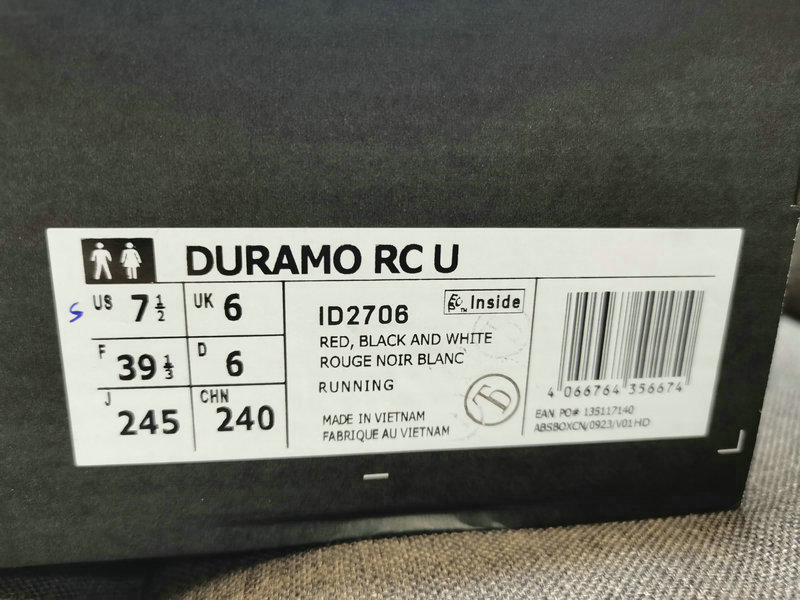 DURAMO RC U
S
US 7 1/2
UK 6
F 39 1/3
D 6
J 245
CHN 240
ID2706
Inside
RED, BLACK AND WHITE
ROUGE NOIR BLANC
RUNNING
MADE IN VIETNAM
FABRIQUE AU VIETNAM
4 066764 356674
EAN PO# 135117140
ABSBOXCN/0923/V01HD